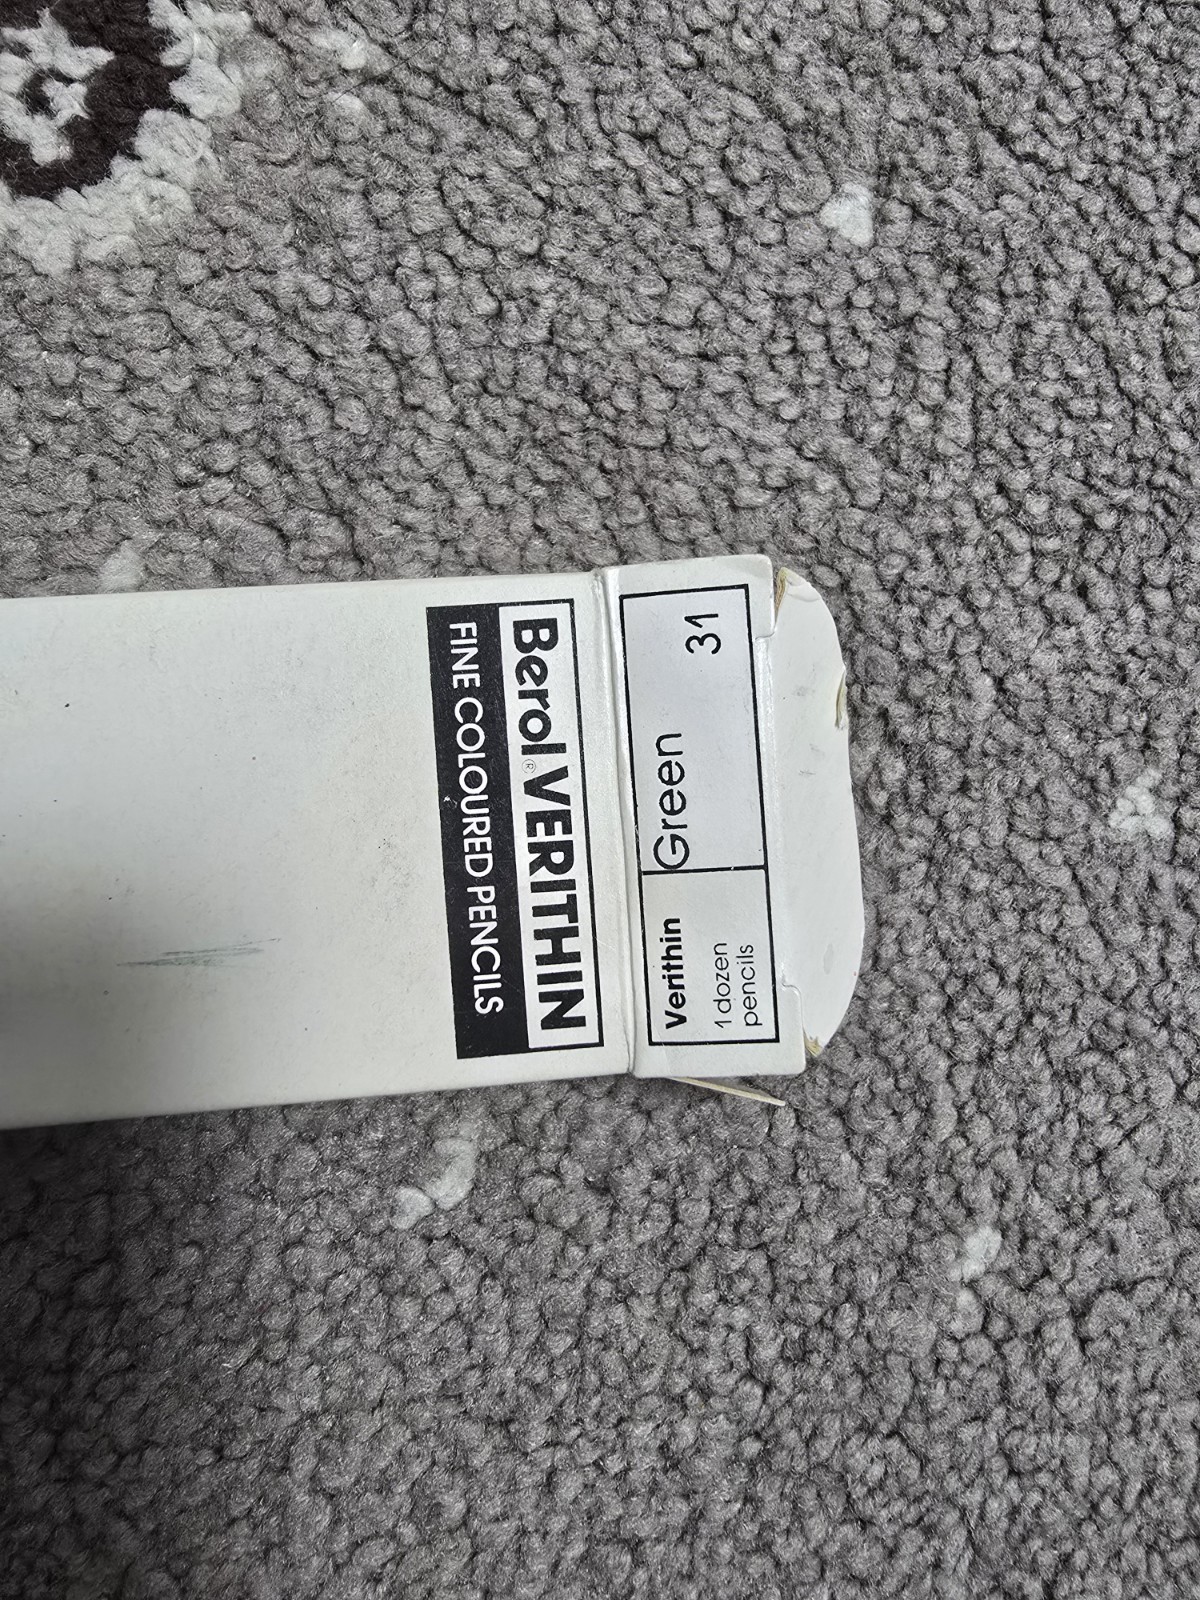 Berol® VERITHIN
FINE COLOURED PENCILS
Green 31
Verithin
1 dozen
pencils